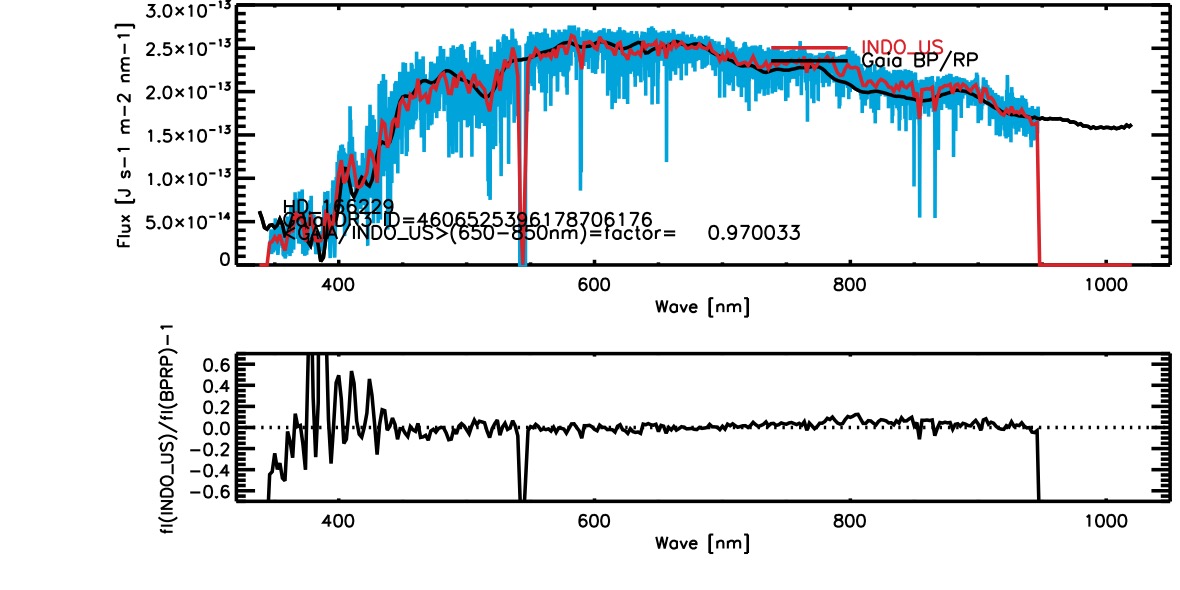 3.0×10−13
2.5×10−13
2.0×10−13
1.5×10−13
1.0×10−13
5.0×10−14
0
Flux [J s−1 m−2 nm−1]
INDO_US
Gaia BP/RP
HD_166229
Gaia DR3 ID=4606525396178706176
<GAIA/INDO_US>(650−850nm)=factor= 0.970033
400 600 800 1000
Wave [nm]
fl(INDO_US)/fl(BPRP)−1
0.6
0.4
0.2
0.0
−0.2
−0.4
−0.6
400 600 800 1000
Wave [nm]